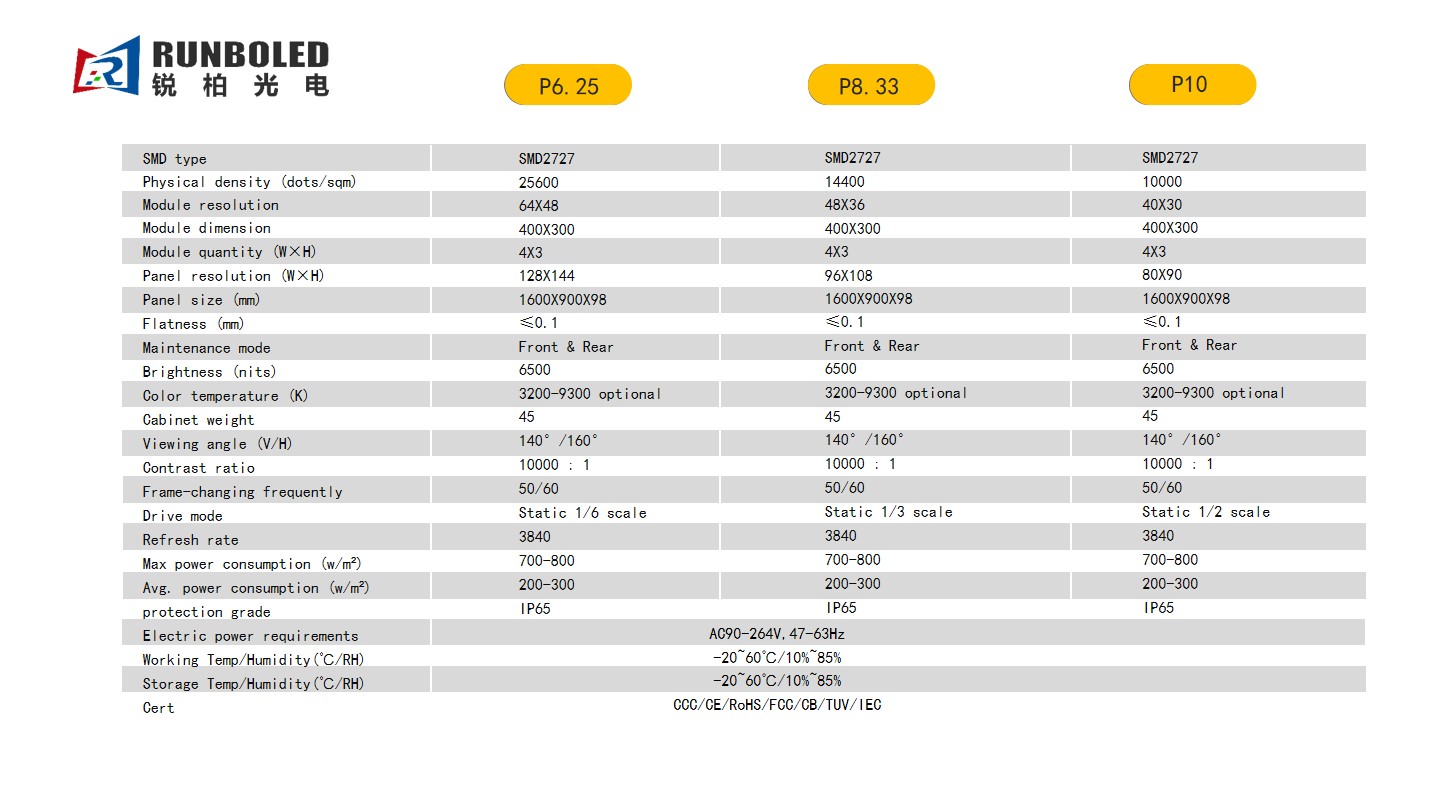 RUNBOLED
锐柏光电
P6.25 P8.33 P10
SMD type SMD2727 SMD2727 SMD2727
Physical density (dots/sqm) 25600 14400 10000
Module resolution 64X48 48X36 40X30
Module dimension 400X300 400X300 400X300
Module quantity (W×H) 4X3 4X3 4X3
Panel resolution (W×H) 128X144 96X108 80X90
Panel size (mm) 1600X900X98 1600X900X98 1600X900X98
Flatness (mm) ≤0.1 ≤0.1 ≤0.1
Maintenance mode Front & Rear Front & Rear Front & Rear
Brightness (nits) 6500 6500 6500
Color temperature (K) 3200-9300 optional 3200-9300 optional 3200-9300 optional
Cabinet weight 45 45 45
Viewing angle (V/H) 140°/160° 140°/160° 140°/160°
Contrast ratio 10000 : 1 10000 : 1 10000 : 1
Frame-changing frequently 50/60 50/60 50/60
Drive mode Static 1/6 scale Static 1/3 scale Static 1/2 scale
Refresh rate 3840 3840 3840
Max power consumption (w/m²) 700-800 700-800 700-800
Avg. power consumption (w/m²) 200-300 200-300 200-300
protection grade IP65 IP65 IP65
Electric power requirements AC90-264V,47-63Hz
Working Temp/Humidity(℃/RH) -20~60℃/10%~85%
Storage Temp/Humidity(℃/RH) -20~60℃/10%~85%
Cert CCC/CE/RoHS/FCC/CB/TUV/IEC